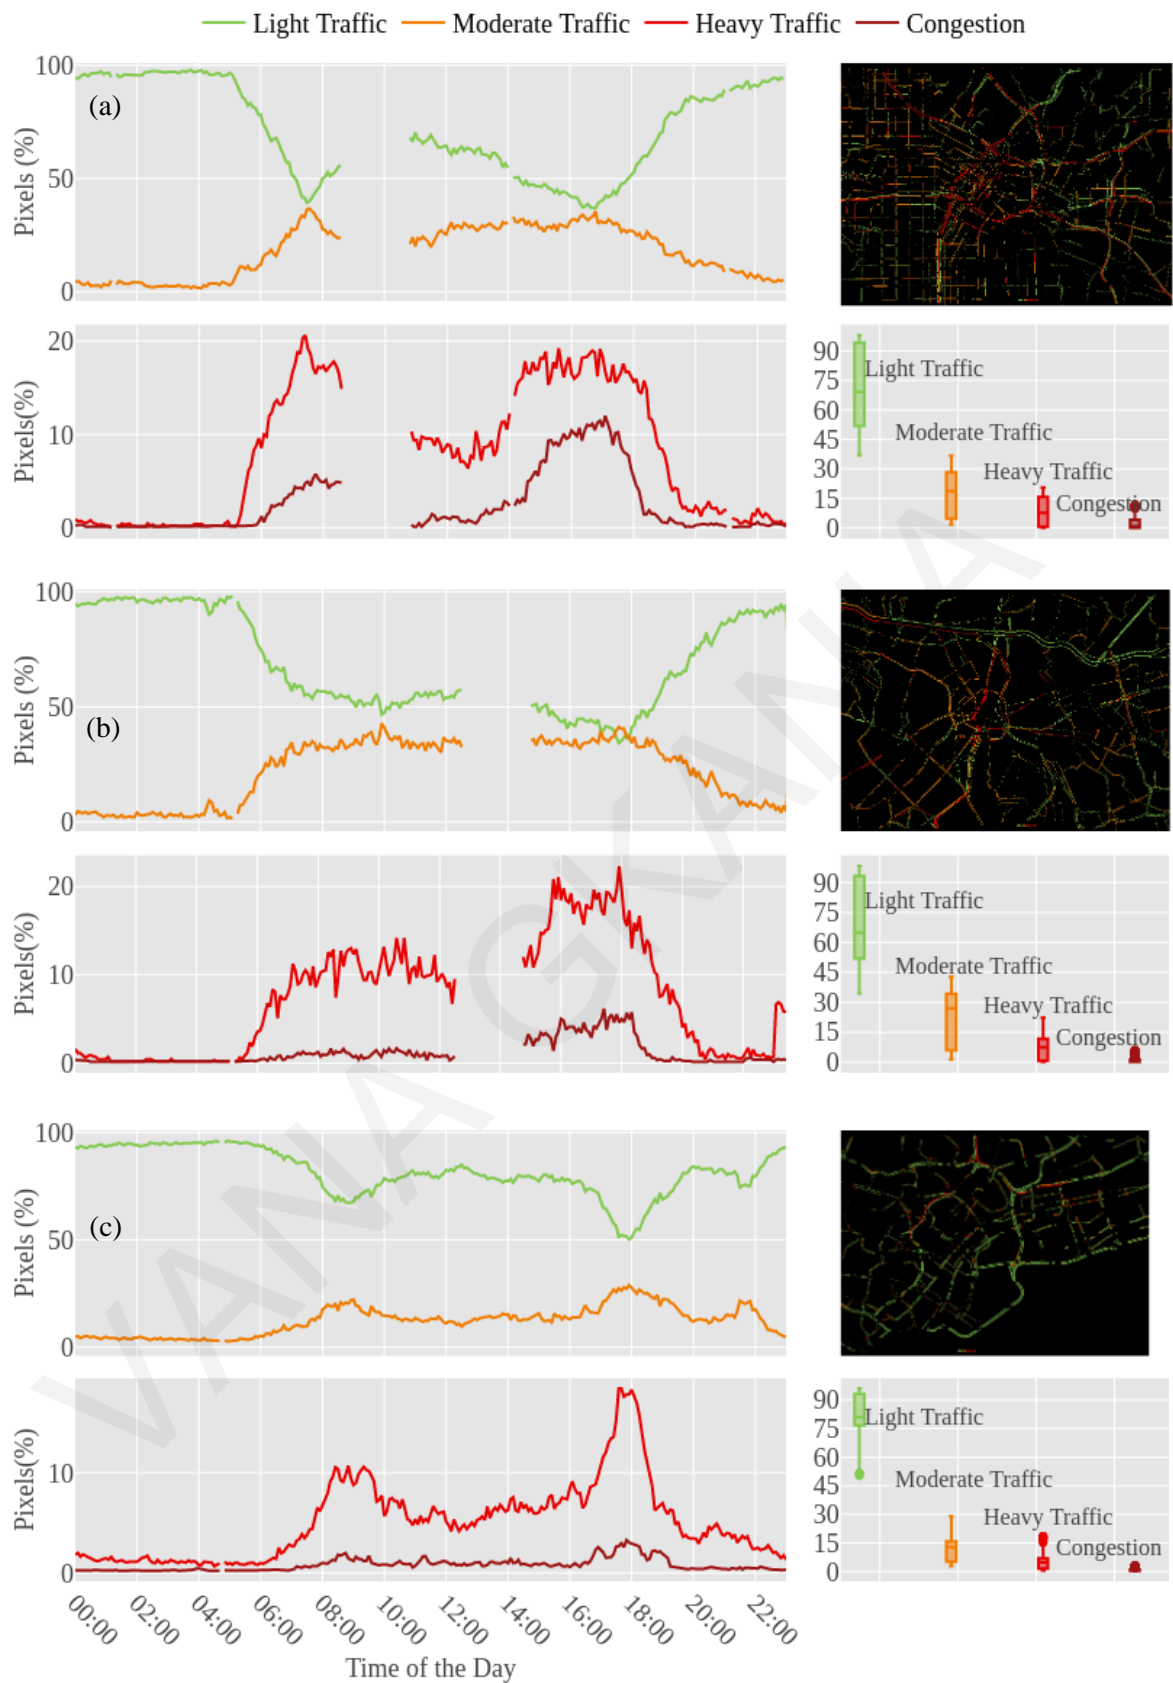 Light Traffic Moderate Traffic Heavy Traffic Congestion
100
50
0
Pixels (%)
(a)
20
10
0
Pixels(%)
90
75
60
45
30
15
0
Light Traffic
Moderate Traffic
Heavy Traffic
Congestion
100
50
0
Pixels (%)
(b)
20
10
0
Pixels(%)
90
75
60
45
30
15
0
Light Traffic
Moderate Traffic
Heavy Traffic
Congestion
100
50
0
Pixels (%)
(c)
10
0
Pixels(%)
90
75
60
45
30
15
0
Light Traffic
Moderate Traffic
Heavy Traffic
Congestion
00:00 02:00 04:00 06:00 08:00 10:00 12:00 14:00 16:00 18:00 20:00 22:00
Time of the Day
VANA GKANIA